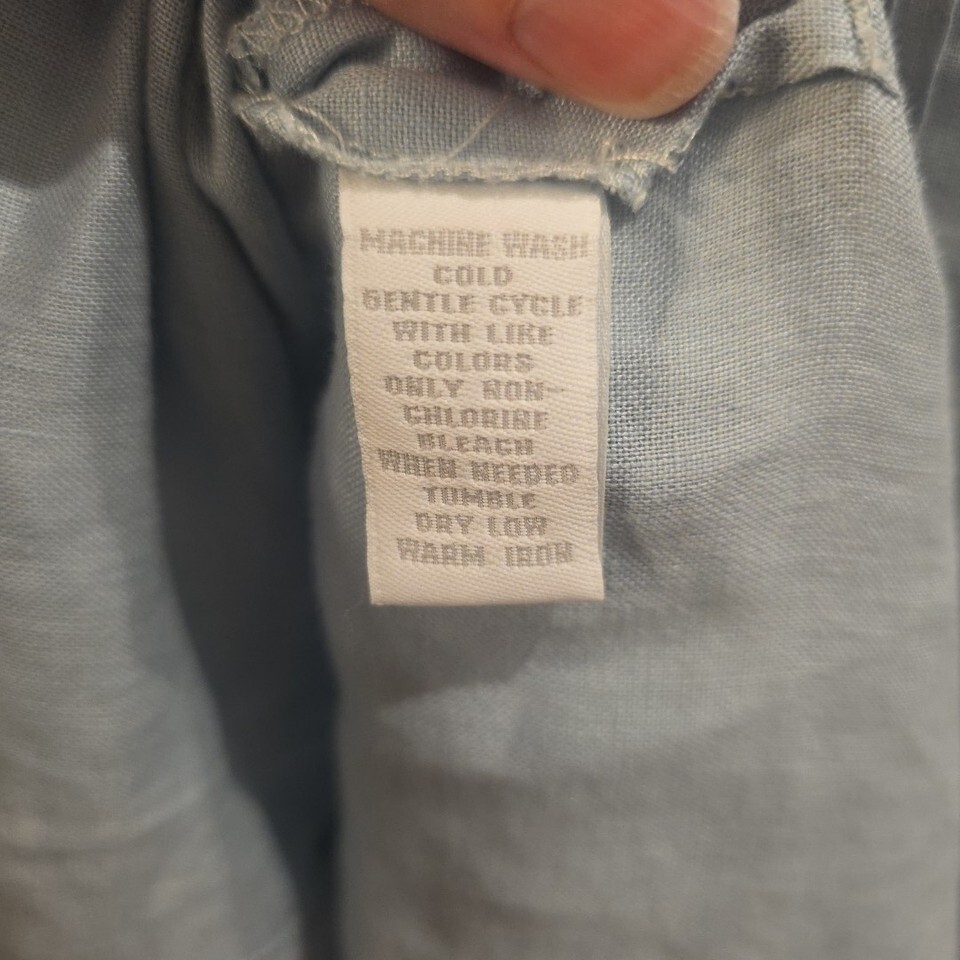 MACHINE WASH
COLD
GENTLE CYCLE
WITH LIKE
COLORS
ONLY NON-
CHLORINE
BLEACH
WHEN NEEDED
TUMBLE
DRY LOW
WARM IRON